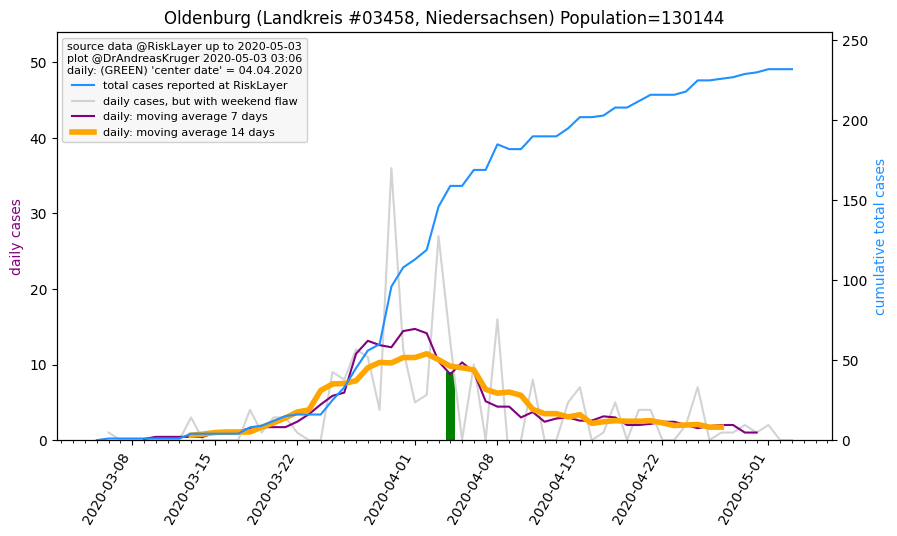 Oldenburg (Landkreis #03458, Niedersachsen) Population=130144
source data @RiskLayer up to 2020-05-03
plot @DrAndreasKruger 2020-05-03 03:06
daily: (GREEN) 'center date' = 04.04.2020
total cases reported at RiskLayer
daily cases, but with weekend flaw
daily: moving average 7 days
daily: moving average 14 days
daily cases
50
40
30
20
10
0
cumulative total cases
250
200
150
100
50
0
2020-03-08
2020-03-15
2020-03-22
2020-04-01
2020-04-08
2020-04-15
2020-04-22
2020-05-01